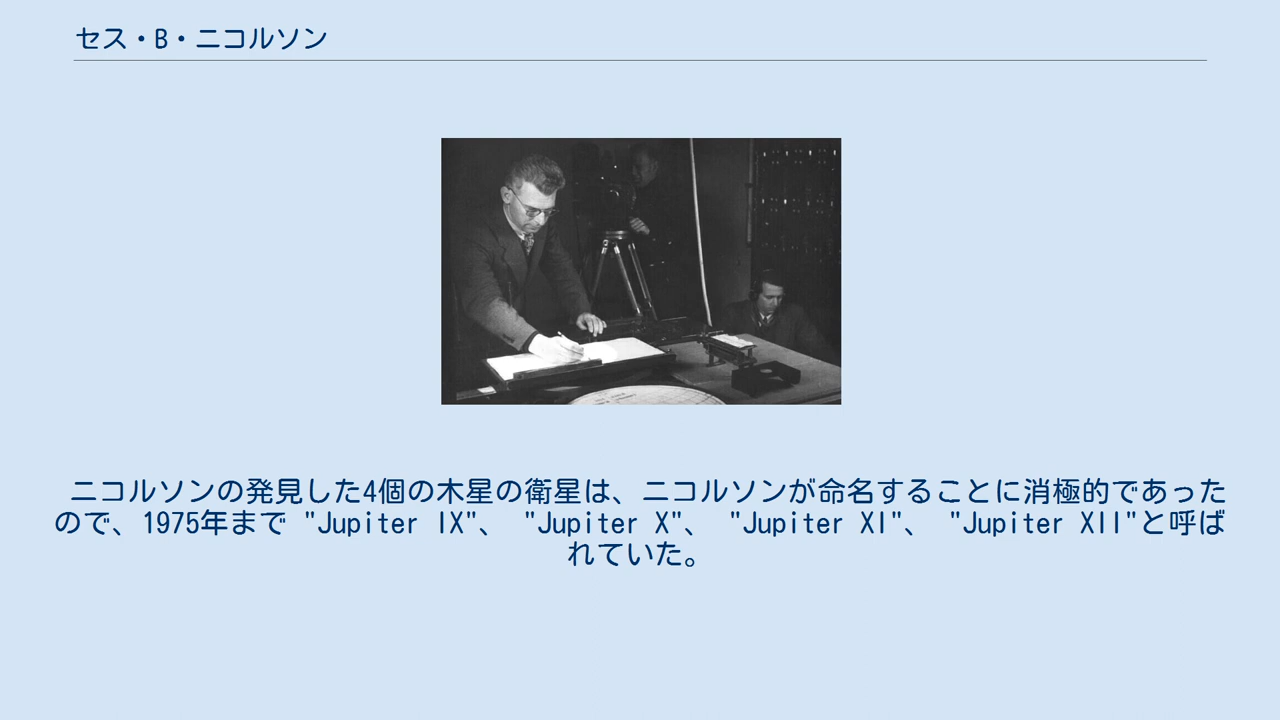 セス・B・ニコルソン
ニコルソンの発見した4個の木星の衛星は、ニコルソンが命名することに消極的であった
ので、1975年まで "Jupiter IX"、 "Jupiter X"、 "Jupiter XI"、 "Jupiter XII"と呼ば
れていた。